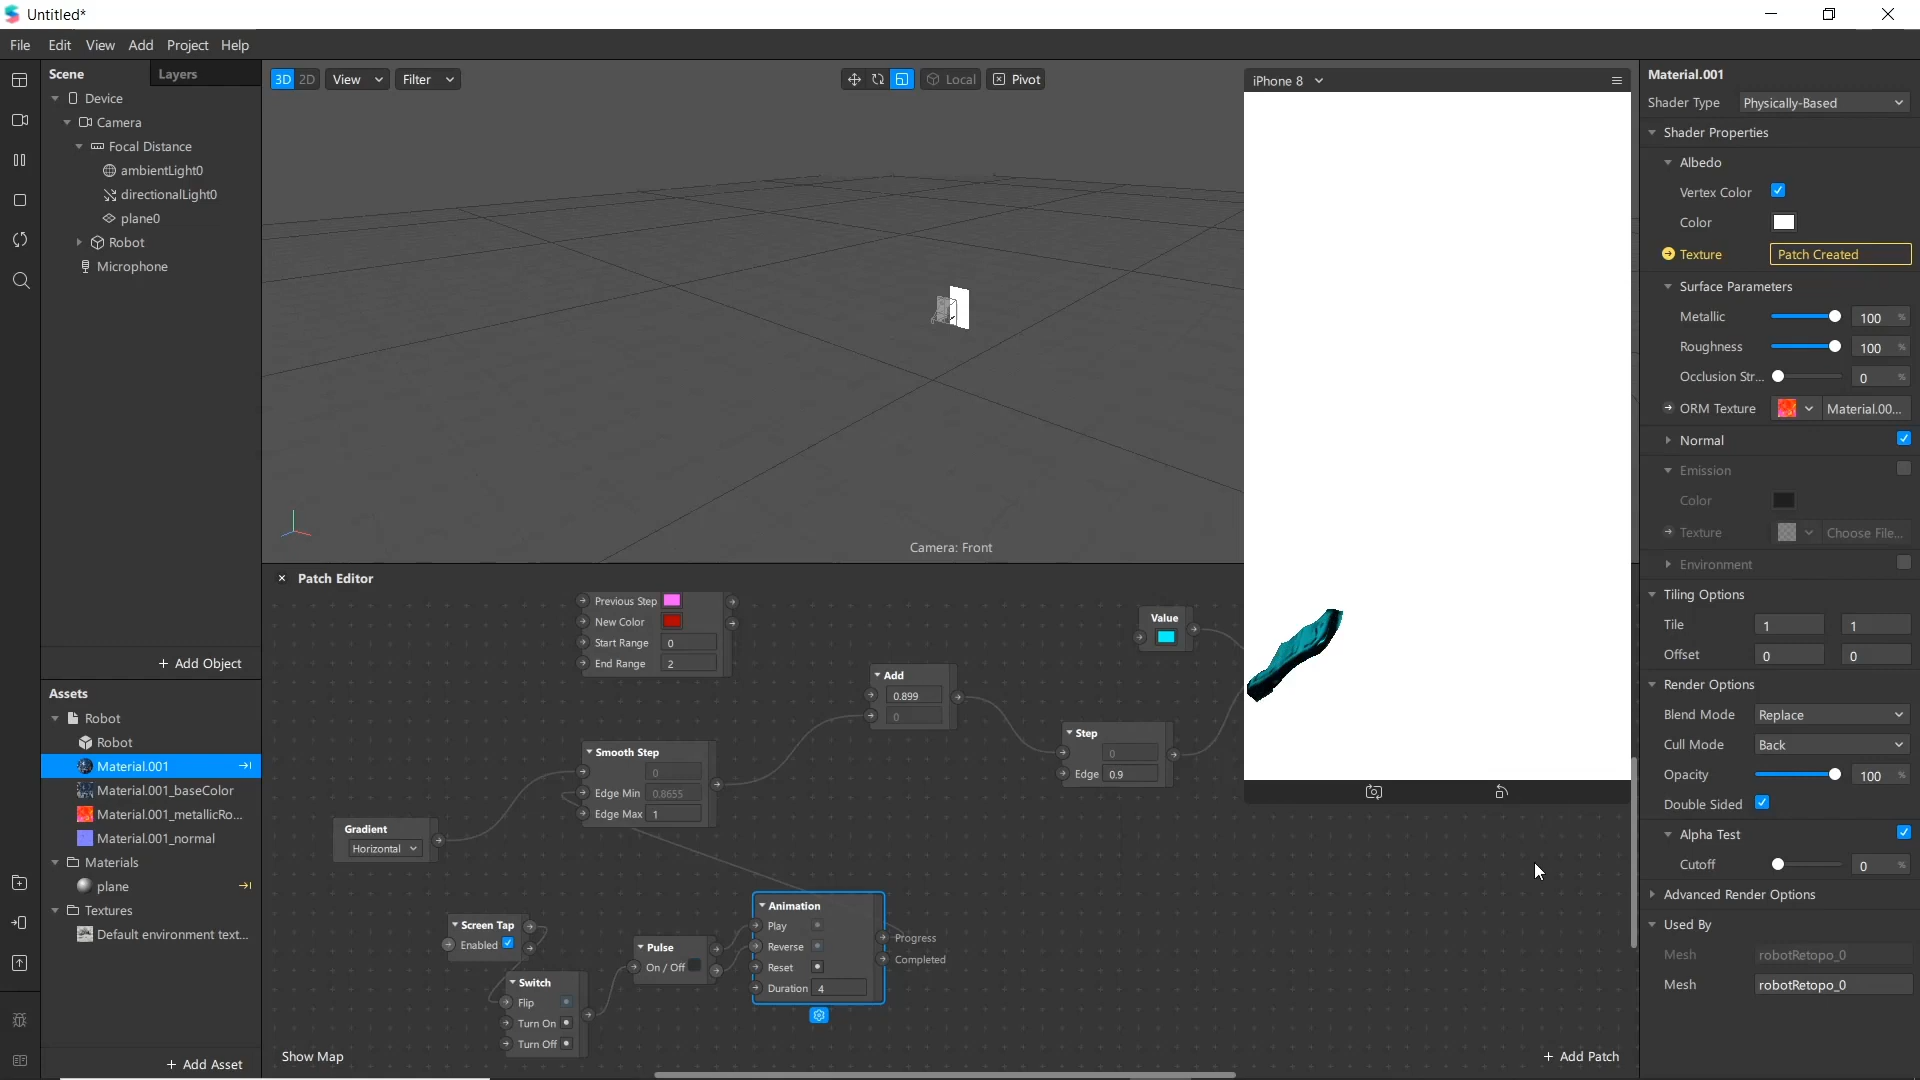 Untitled*
File Edit View Add Project Help
Scene Layers
Device
Camera
Focal Distance
ambientLight0
directionalLight0
plane0
Robot
Microphone
+ Add Object
Assets
Robot
Robot
Material.001
Material.001_baseColor
Material.001_metallicRo...
Material.001_normal
Materials
plane
Textures
Default environment text...
+ Add Asset
3D 2D View Filter
Local Pivot
Camera: Front
iPhone 8
Patch Editor
Previous Step
New Color
Start Range 0
End Range 2
Smooth Step
0
Edge Min 0.8655
Edge Max 1
Gradient
Horizontal
Add
0.899
0
Step
0
Edge 0.9
Value
Screen Tap
Enabled
Switch
Flip
Turn On
Turn Off
Pulse
On / Off
Animation
Play
Reverse
Reset
Duration 4
Progress
Completed
Show Map
+ Add Patch
Material.001
Shader Type Physically-Based
Shader Properties
Albedo
Vertex Color
Color
Texture Patch Created
Surface Parameters
Metallic 100 %
Roughness 100 %
Occlusion Str... 0 %
ORM Texture Material.00...
Normal
Emission
Color
Texture Choose File...
Environment
Tiling Options
Tile 1 1
Offset 0 0
Render Options
Blend Mode Replace
Cull Mode Back
Opacity 100 %
Double Sided
Alpha Test
Cutoff 0 %
Advanced Render Options
Used By
Mesh robotRetopo_0
Mesh robotRetopo_0